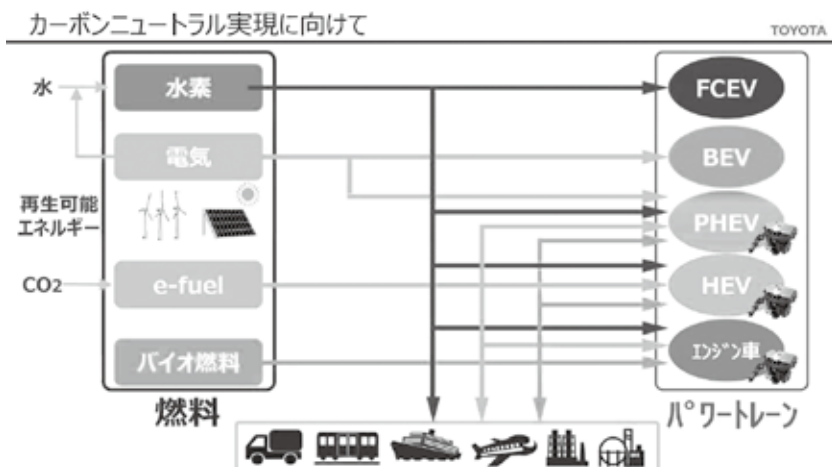 カーボンニュートラル実現に向けて
TOYOTA
水
水素
電気
再生可能
エネルギー
CO2
e-fuel
バイオ燃料
燃料
FCEV
BEV
PHEV
HEV
エンジン車
パワートレーン